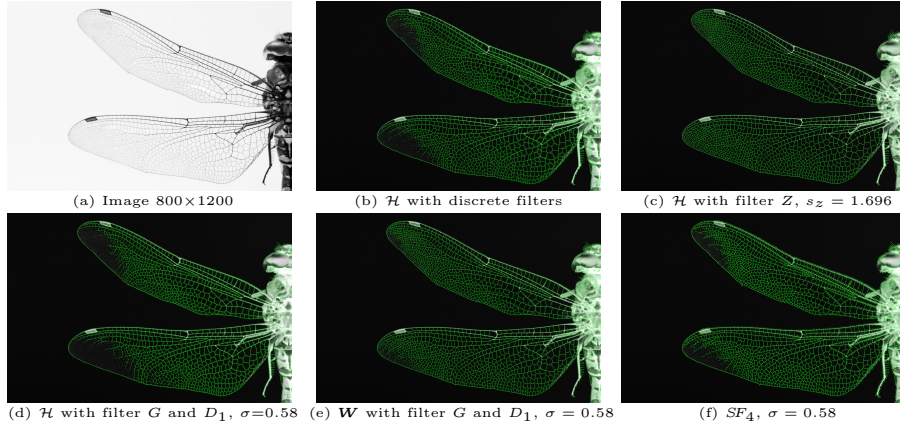 (a) Image 800×1200
(b) ℋ with discrete filters
(c) ℋ with filter Z, s_z = 1.696
(d) ℋ with filter G and D₁, σ=0.58
(e) W with filter G and D₁, σ = 0.58
(f) SF₄, σ = 0.58